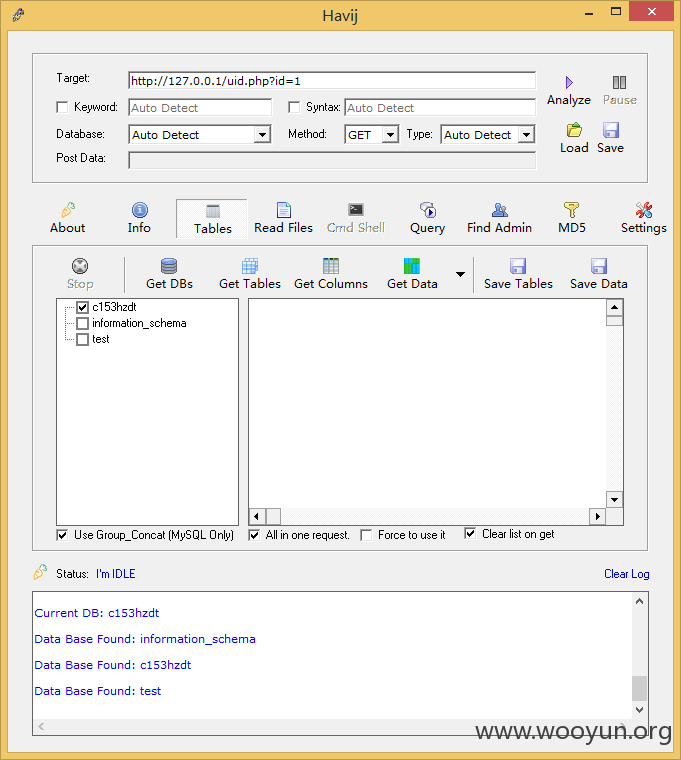 Havij
Target: http://127.0.0.1/uid.php?id=1
Analyze Pause
Keyword: Auto Detect Syntax: Auto Detect
Database: Auto Detect Method: GET Type: Auto Detect
Load Save
Post Data:
About Info Tables Read Files Cmd Shell Query Find Admin MD5 Settings
Stop Get DBs Get Tables Get Columns Get Data Save Tables Save Data
c153hzdt
information_schema
test
Use Group_Concat (MySQL Only) All in one request. Force to use it Clear list on get
Status: I'm IDLE Clear Log
Current DB: c153hzdt
Data Base Found: information_schema
Data Base Found: c153hzdt
Data Base Found: test
www.wooyun.org